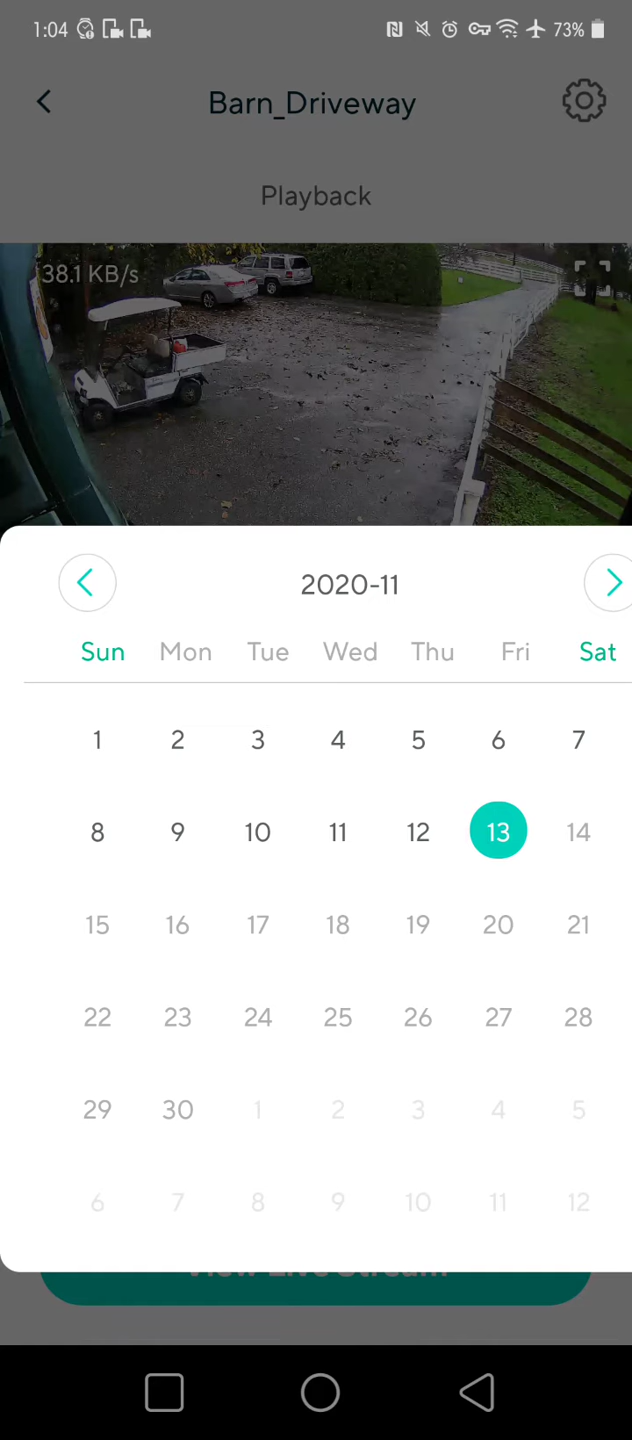 1:04 73%
Barn_Driveway
Playback
38.1 KB/s
2020-11
Sun Mon Tue Wed Thu Fri Sat
1 2 3 4 5 6 7
8 9 10 11 12 13 14
15 16 17 18 19 20 21
22 23 24 25 26 27 28
29 30 1 2 3 4 5
6 7 8 9 10 11 12
View Live Stream